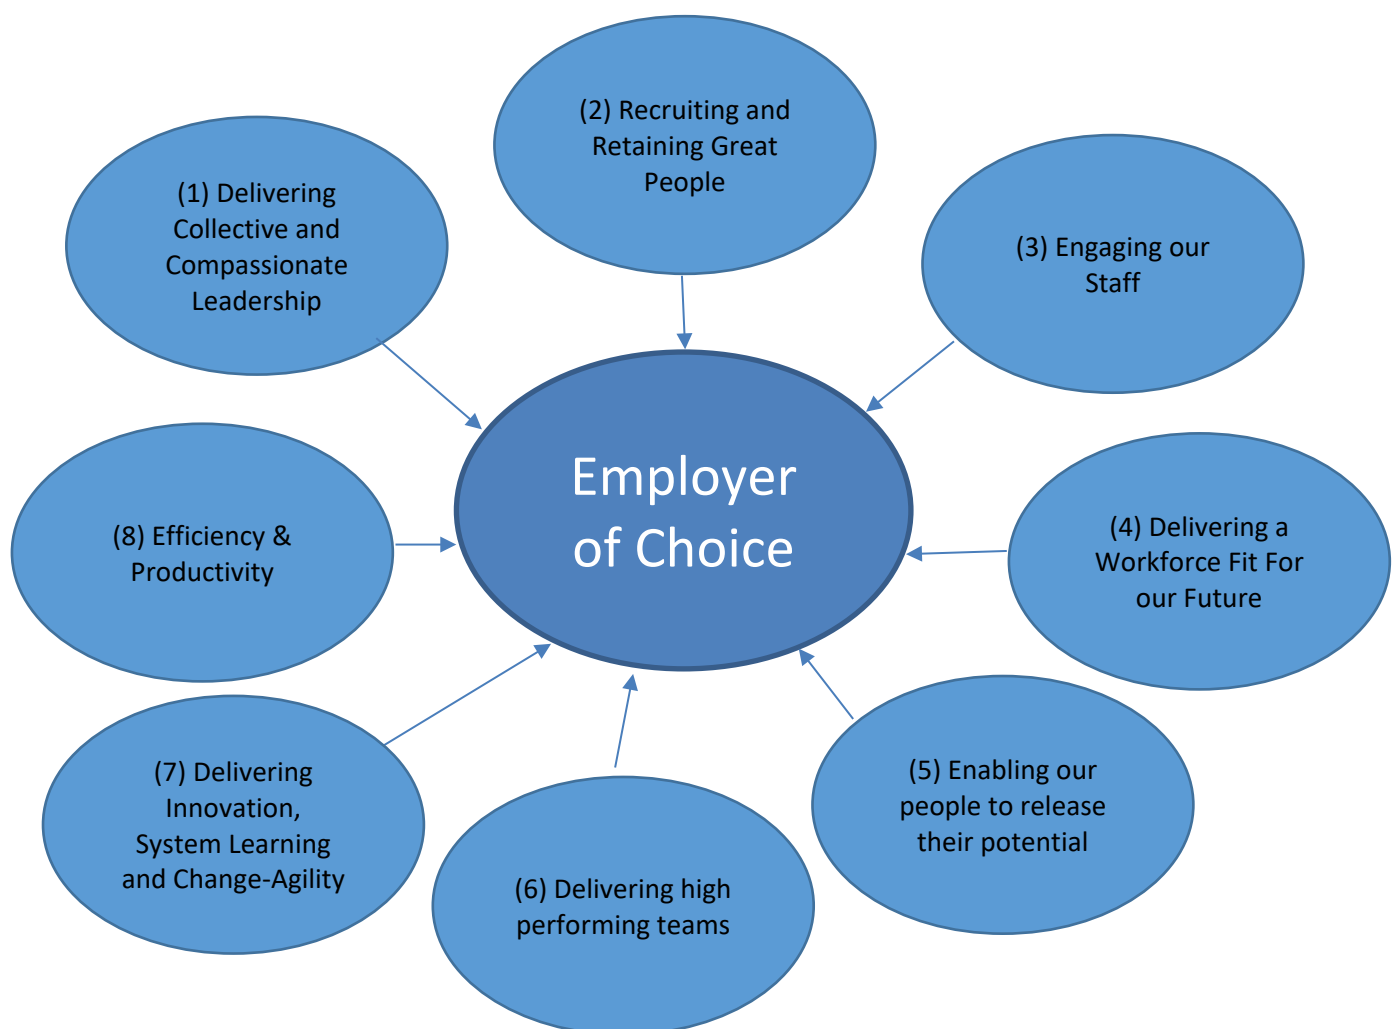 (1) Delivering
Collective and
Compassionate
Leadership
(2) Recruiting and
Retaining Great
People
(3) Engaging our
Staff
(4) Delivering a
Workforce Fit For
our Future
(5) Enabling our
people to release
their potential
(6) Delivering high
performing teams
(7) Delivering
Innovation,
System Learning
and Change-Agility
(8) Efficiency &
Productivity
Employer
of Choice